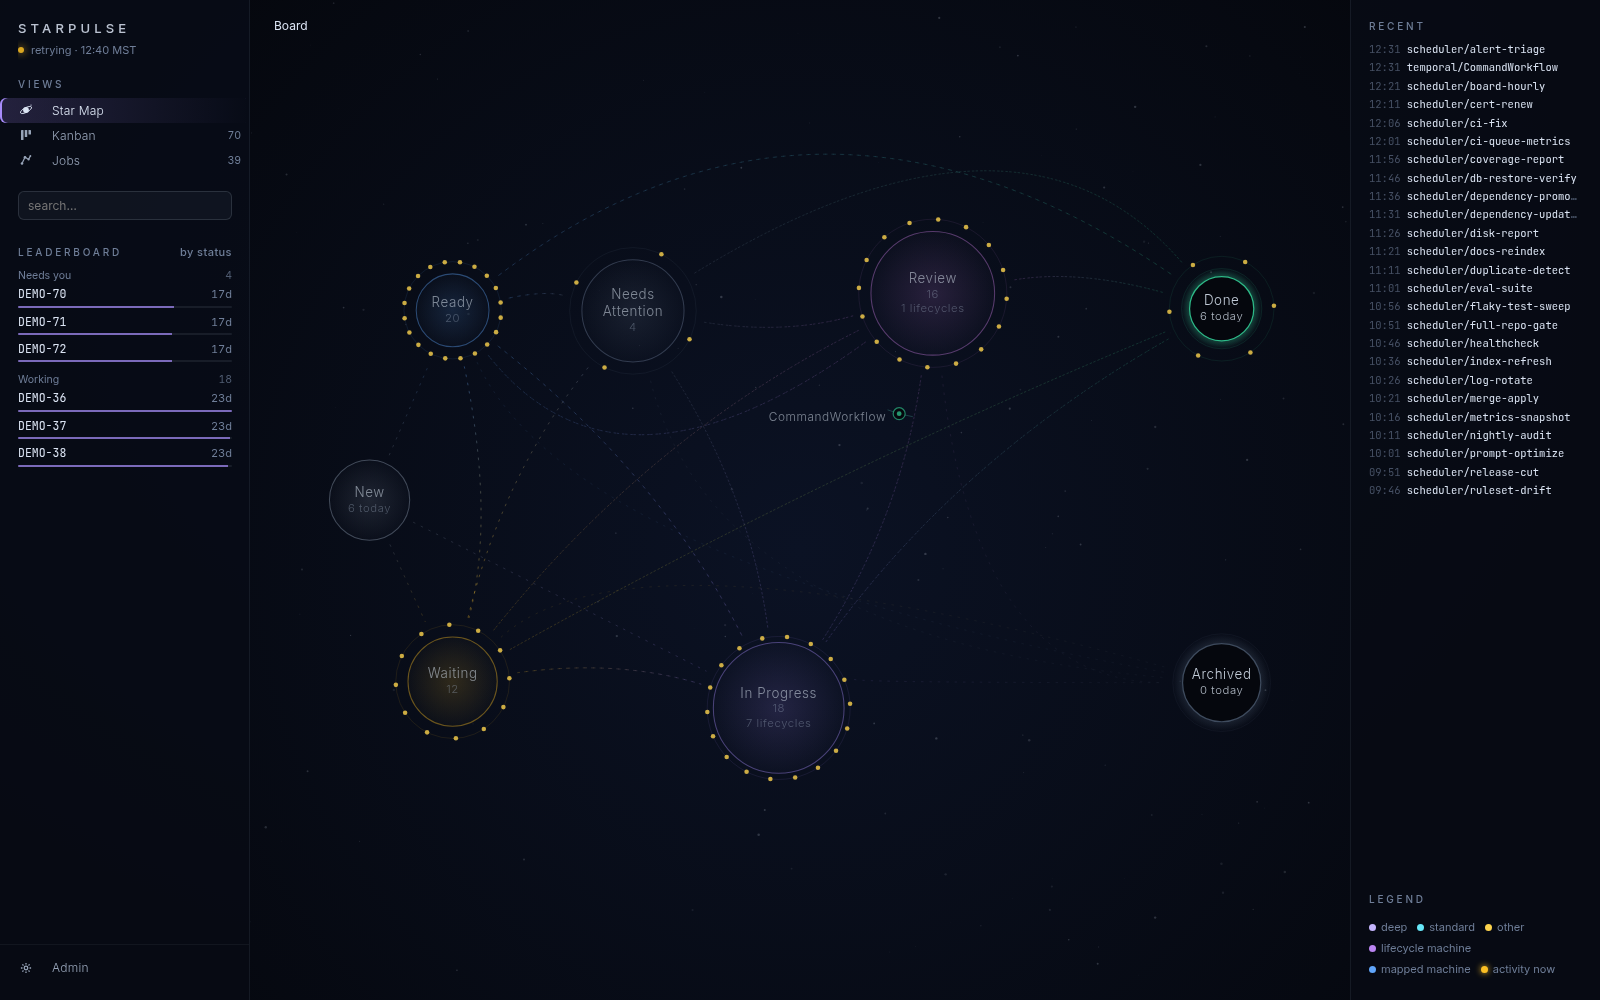 STARPULSE
retrying · 12:40 MST
VIEWS
Star Map
Kanban 70
Jobs 39
search...
LEADERBOARD by status
Needs you 4
DEMO-70 17d
DEMO-71 17d
DEMO-72 17d
Working 18
DEMO-36 23d
DEMO-37 23d
DEMO-38 23d
Admin
Board
Ready
20
Needs
Attention
4
Review
16
1 lifecycles
Done
6 today
CommandWorkflow
New
6 today
Waiting
12
In Progress
18
7 lifecycles
Archived
0 today
RECENT
12:31 scheduler/alert-triage
12:31 temporal/CommandWorkflow
12:21 scheduler/board-hourly
12:11 scheduler/cert-renew
12:06 scheduler/ci-fix
12:01 scheduler/ci-queue-metrics
11:56 scheduler/coverage-report
11:46 scheduler/db-restore-verify
11:36 scheduler/dependency-promo…
11:31 scheduler/dependency-updat…
11:26 scheduler/disk-report
11:21 scheduler/docs-reindex
11:11 scheduler/duplicate-detect
11:01 scheduler/eval-suite
10:56 scheduler/flaky-test-sweep
10:51 scheduler/full-repo-gate
10:46 scheduler/healthcheck
10:36 scheduler/index-refresh
10:26 scheduler/log-rotate
10:21 scheduler/merge-apply
10:16 scheduler/metrics-snapshot
10:11 scheduler/nightly-audit
10:01 scheduler/prompt-optimize
09:51 scheduler/release-cut
09:46 scheduler/ruleset-drift
LEGEND
deep standard other
lifecycle machine
mapped machine activity now